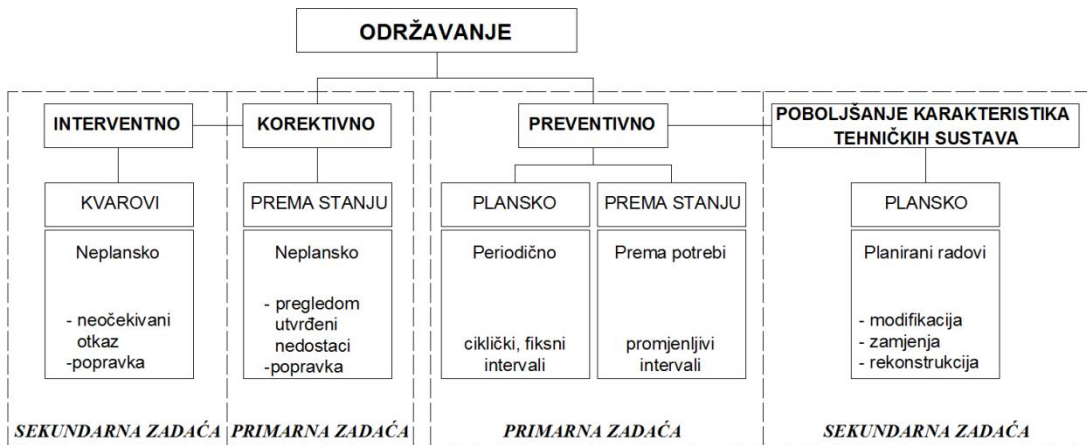 ODRŽAVANJE
INTERVENTNO
KOREKTIVNO
PREVENTIVNO
POBOLJŠANJE KARAKTERISTIKA
TEHNIČKIH SUSTAVA
KVAROVI
PREMA STANJU
PLANSKO
PREMA STANJU
PLANSKO
Neplansko
- neočekivani
otkaz
-popravka
Neplansko
- pregledom
utvrđeni
nedostaci
-popravka
Periodično
ciklički, fiksni
intervali
Prema potrebi
promjenljivi
intervali
Planirani radovi
- modifikacija
- zamjenja
- rekonstrukcija
SEKUNDARNA ZADAĆA
PRIMARNA ZADAĆA
PRIMARNA ZADAĆA
SEKUNDARNA ZADAĆA